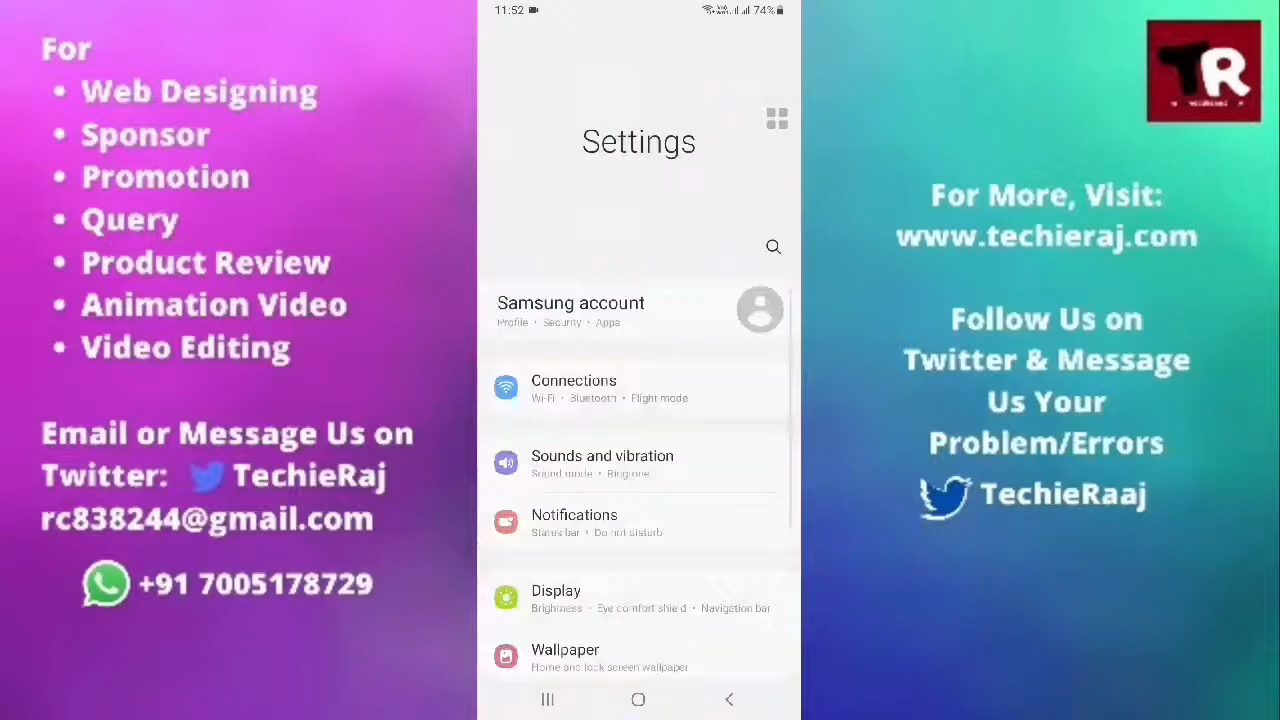 For
• Web Designing
• Sponsor
• Promotion
• Query
• Product Review
• Animation Video
• Video Editing
Email or Message Us on
Twitter: TechieRaj
rc838244@gmail.com
+91 7005178729
11:52
74%
Settings
Samsung account
Profile • Security • Apps
Connections
Wi-Fi • Bluetooth • Flight mode
Sounds and vibration
Sound mode • Ringtone
Notifications
Status bar • Do not disturb
Display
Brightness • Eye comfort shield • Navigation bar
Wallpaper
Home and lock screen wallpaper
TR
For More, Visit:
www.techieraj.com
Follow Us on
Twitter & Message
Us Your
Problem/Errors
TechieRaaj